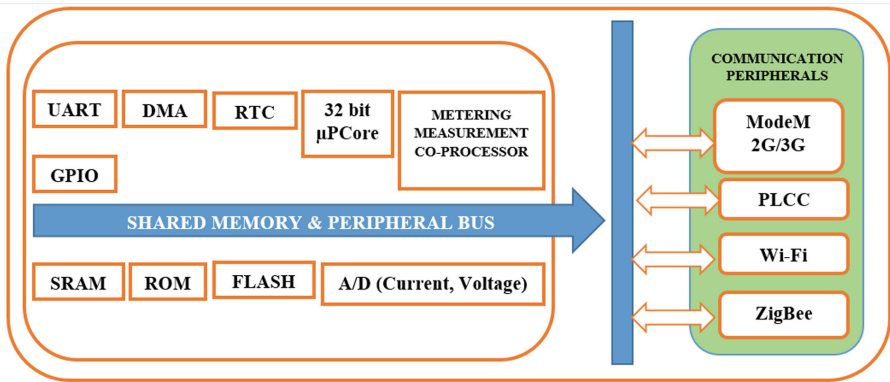 UART
DMA
RTC
32 bit
µPCore
METERING
MEASUREMENT
CO-PROCESSOR
GPIO
SHARED MEMORY & PERIPHERAL BUS
SRAM
ROM
FLASH
A/D (Current, Voltage)
COMMUNICATION
PERIPHERALS
ModeM
2G/3G
PLCC
Wi-Fi
ZigBee